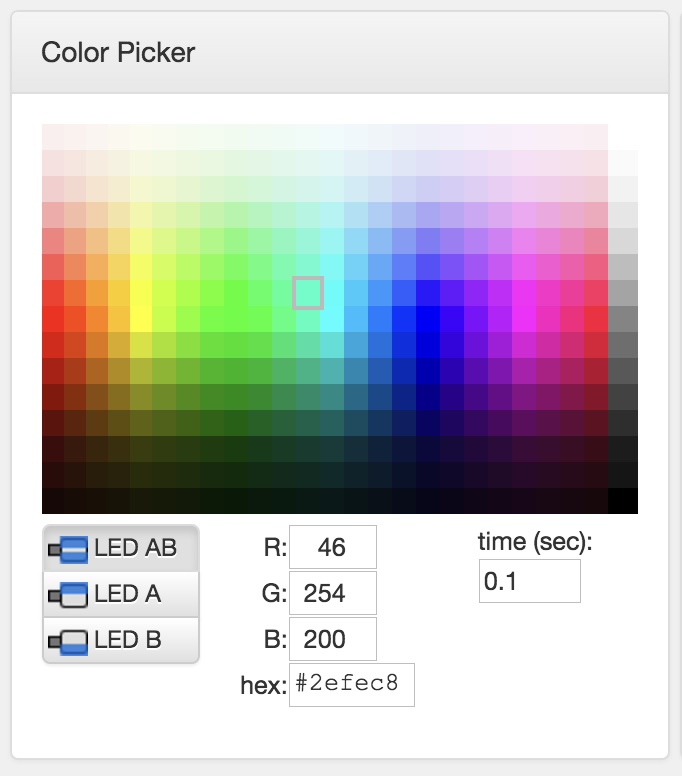 Color Picker
LED AB
LED A
LED B
R: 46
G: 254
B: 200
hex: #2efec8
time (sec):
0.1